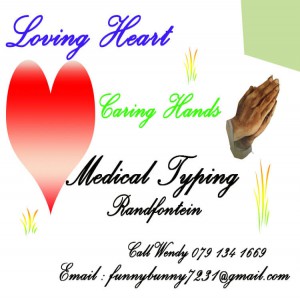 Loving Heart
Caring Hands
Medical Typing
Randfontein
Call Wendy 079 134 1669
Email : funnybunny7231@gmail.com